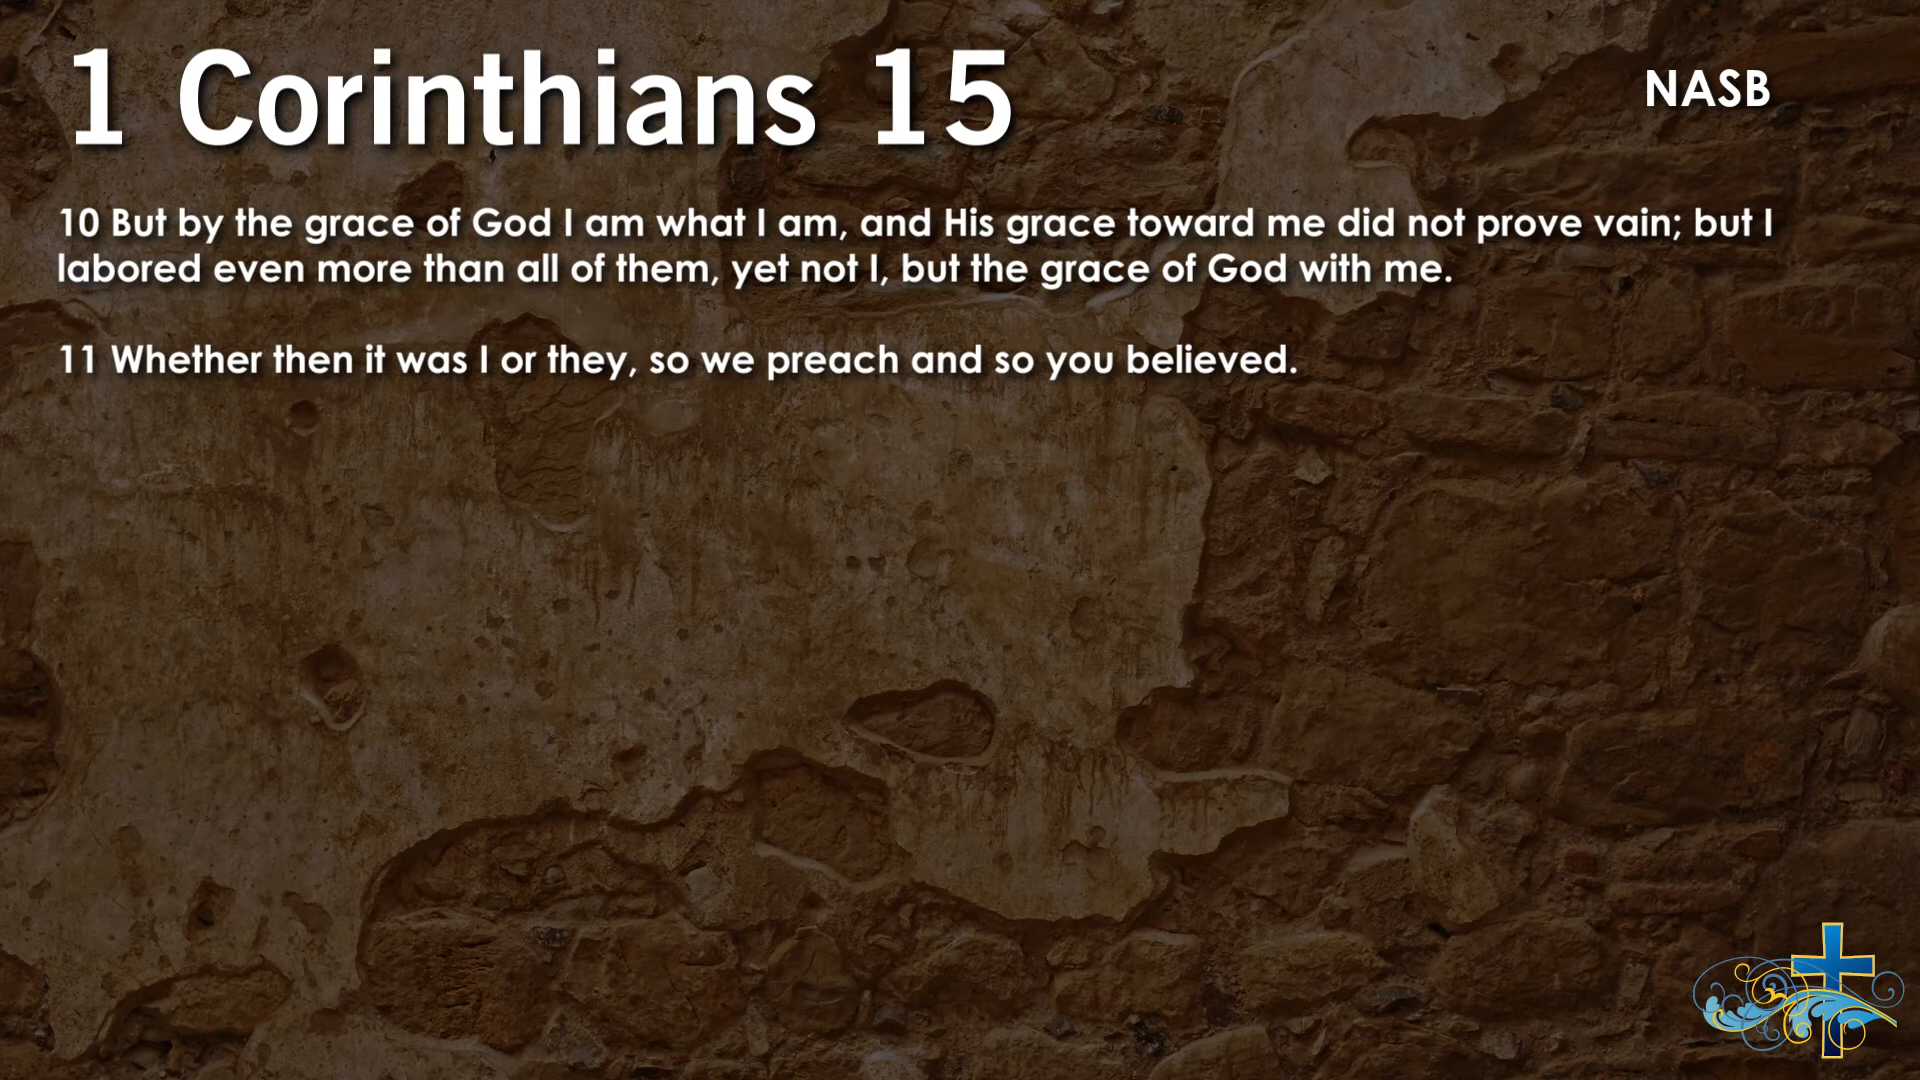 1 Corinthians 15
NASB
10 But by the grace of God I am what I am, and His grace toward me did not prove vain; but I
labored even more than all of them, yet not I, but the grace of God with me.
11 Whether then it was I or they, so we preach and so you believed.